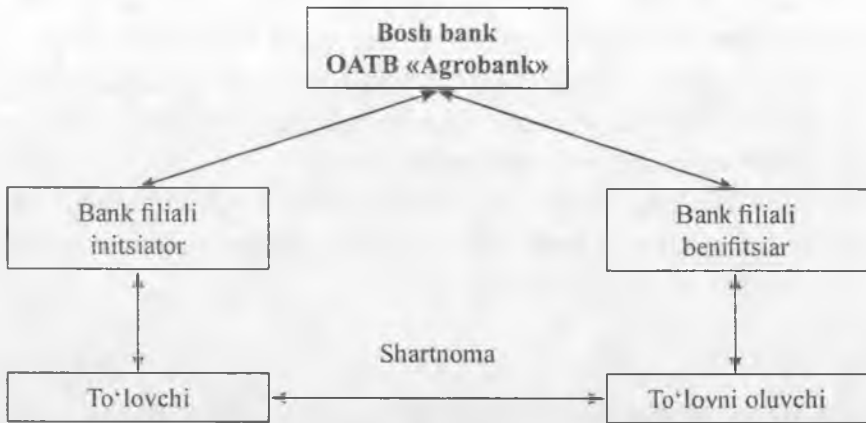 Bosh bank
OATB «Agrobank»
Bank filiali
initsiator
Bank filiali
benifitsiar
Shartnoma
To‘lovchi
To‘lovni oluvchi